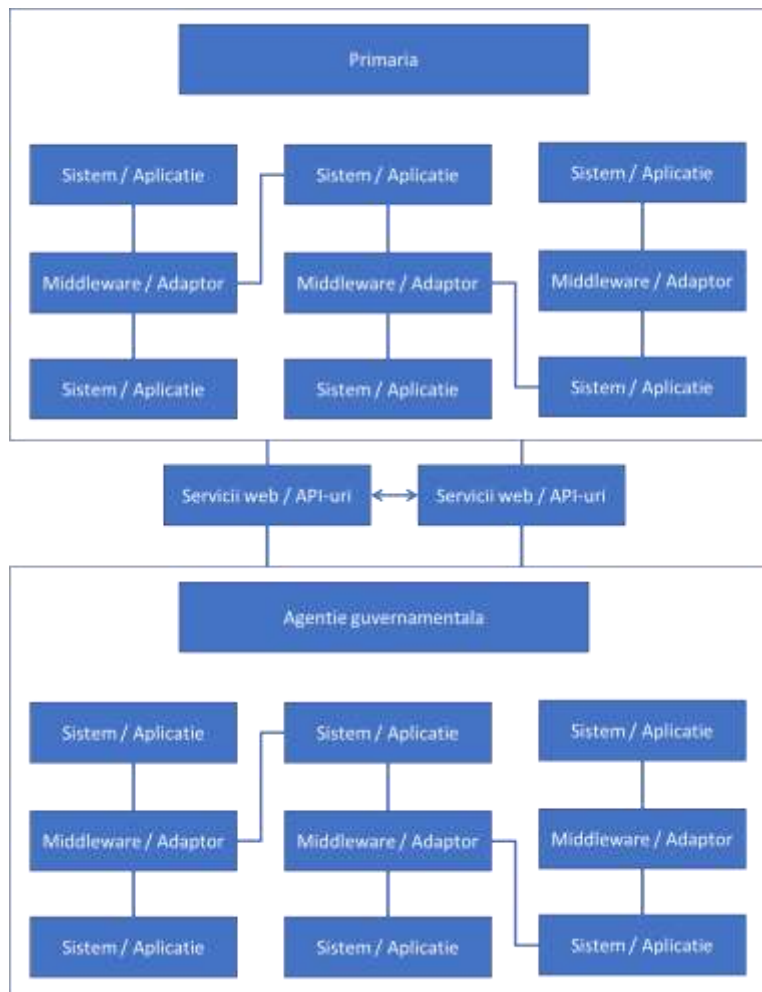 Primaria
Sistem / Aplicatie
Sistem / Aplicatie
Sistem / Aplicatie
Middleware / Adaptor
Middleware / Adaptor
Middleware / Adaptor
Sistem / Aplicatie
Sistem / Aplicatie
Sistem / Aplicatie
Servicii web / API-uri
Servicii web / API-uri
Agentie guvernamentala
Sistem / Aplicatie
Sistem / Aplicatie
Sistem / Aplicatie
Middleware / Adaptor
Middleware / Adaptor
Middleware / Adaptor
Sistem / Aplicatie
Sistem / Aplicatie
Sistem / Aplicatie